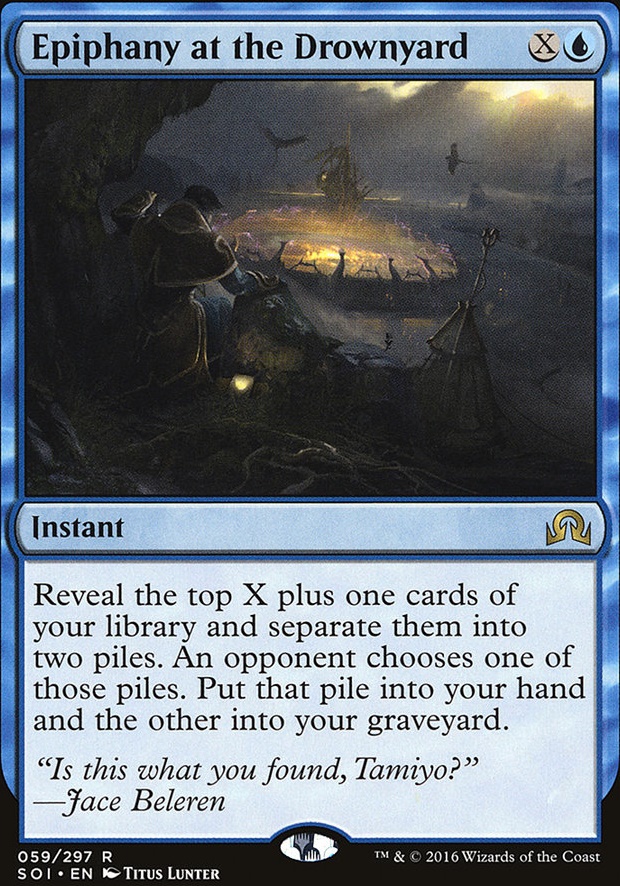 Epiphany at the Drownyard X
Instant
Reveal the top X plus one cards of
your library and separate them into
two piles. An opponent chooses one of
those piles. Put that pile into your hand
and the other into your graveyard.
“Is this what you found, Tamiyo?”
—Jace Beleren
059/297 R
SOI • EN Titus Lunter
™ & © 2016 Wizards of the Coast